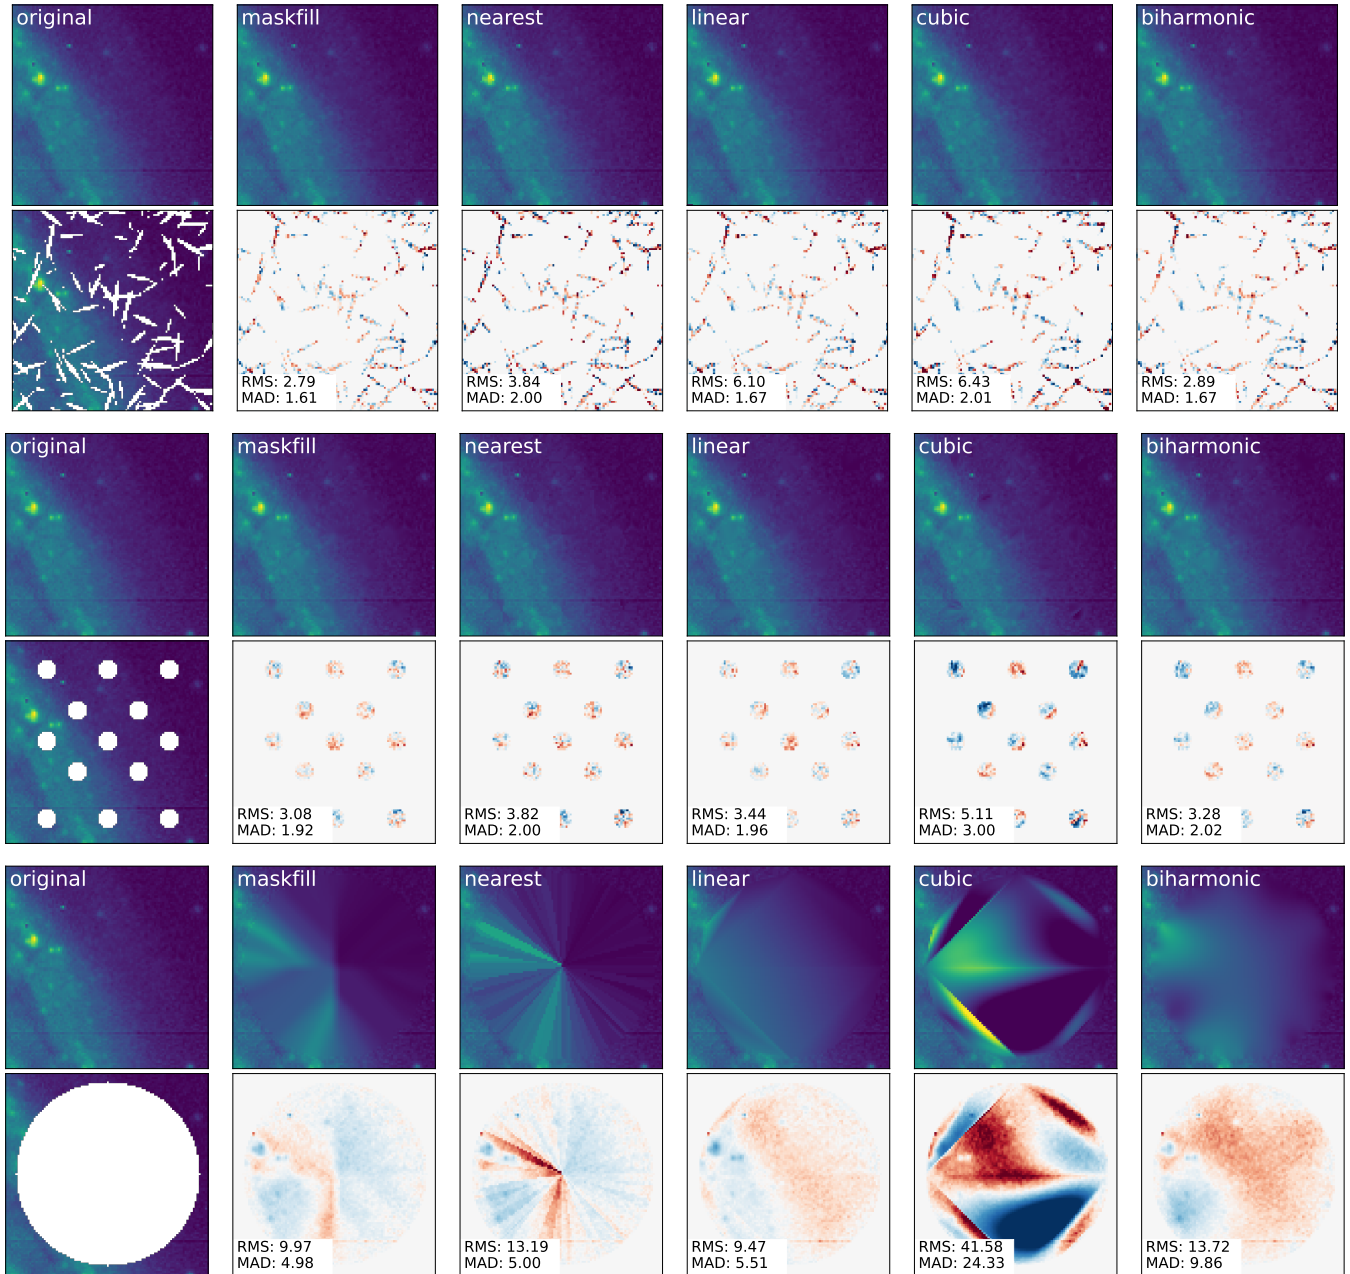 original maskfill nearest linear cubic biharmonic
RMS: 2.79 RMS: 3.84 RMS: 6.10 RMS: 6.43 RMS: 2.89
MAD: 1.61 MAD: 2.00 MAD: 1.67 MAD: 2.01 MAD: 1.67
original maskfill nearest linear cubic biharmonic
RMS: 3.08 RMS: 3.82 RMS: 3.44 RMS: 5.11 RMS: 3.28
MAD: 1.92 MAD: 2.00 MAD: 1.96 MAD: 3.00 MAD: 2.02
original maskfill nearest linear cubic biharmonic
RMS: 9.97 RMS: 13.19 RMS: 9.47 RMS: 41.58 RMS: 13.72
MAD: 4.98 MAD: 5.00 MAD: 5.51 MAD: 24.33 MAD: 9.86